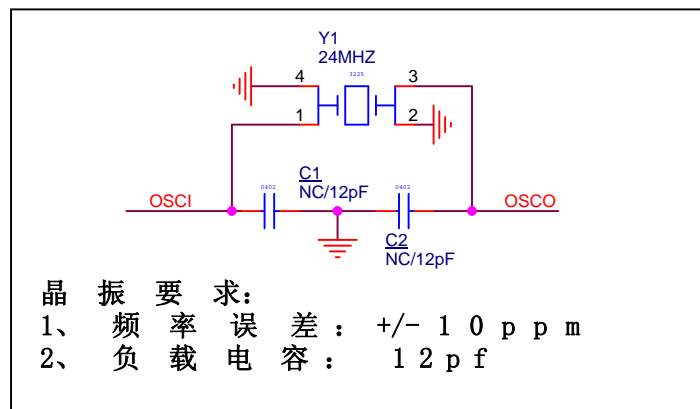 Y1
24MHZ
3225
4
3
1
2
C1
NC/12pF
0402
0402
OSCI
OSCO
C2
NC/12pF
晶振要求:
1、频率误差: +/-10ppm
2、负载电容: 12pf